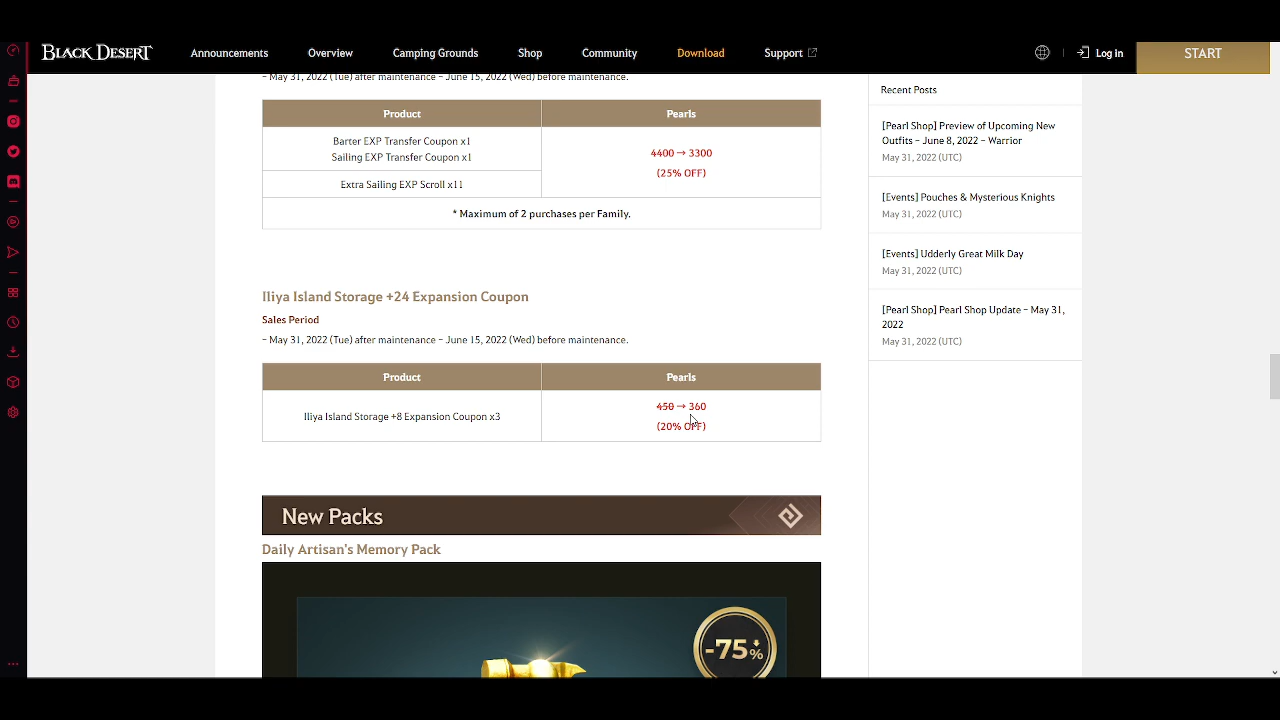 BLACK DESERT
Announcements
Overview
Camping Grounds
Shop
Community
Download
Support
Log in
START
– May 31, 2022 (Tue) after maintenance – June 15, 2022 (Wed) before maintenance.
Product
Pearls
Barter EXP Transfer Coupon x1
Sailing EXP Transfer Coupon x1
Extra Sailing EXP Scroll x11
4400 → 3300
(25% OFF)
* Maximum of 2 purchases per Family.
Iliya Island Storage +24 Expansion Coupon
Sales Period
– May 31, 2022 (Tue) after maintenance – June 15, 2022 (Wed) before maintenance.
Product
Pearls
Iliya Island Storage +8 Expansion Coupon x3
450 → 360
(20% OFF)
New Packs
Daily Artisan's Memory Pack
-75%
Recent Posts
[Pearl Shop] Preview of Upcoming New
Outfits – June 8, 2022 – Warrior
May 31, 2022 (UTC)
[Events] Pouches & Mysterious Knights
May 31, 2022 (UTC)
[Events] Udderly Great Milk Day
May 31, 2022 (UTC)
[Pearl Shop] Pearl Shop Update – May 31,
2022
May 31, 2022 (UTC)